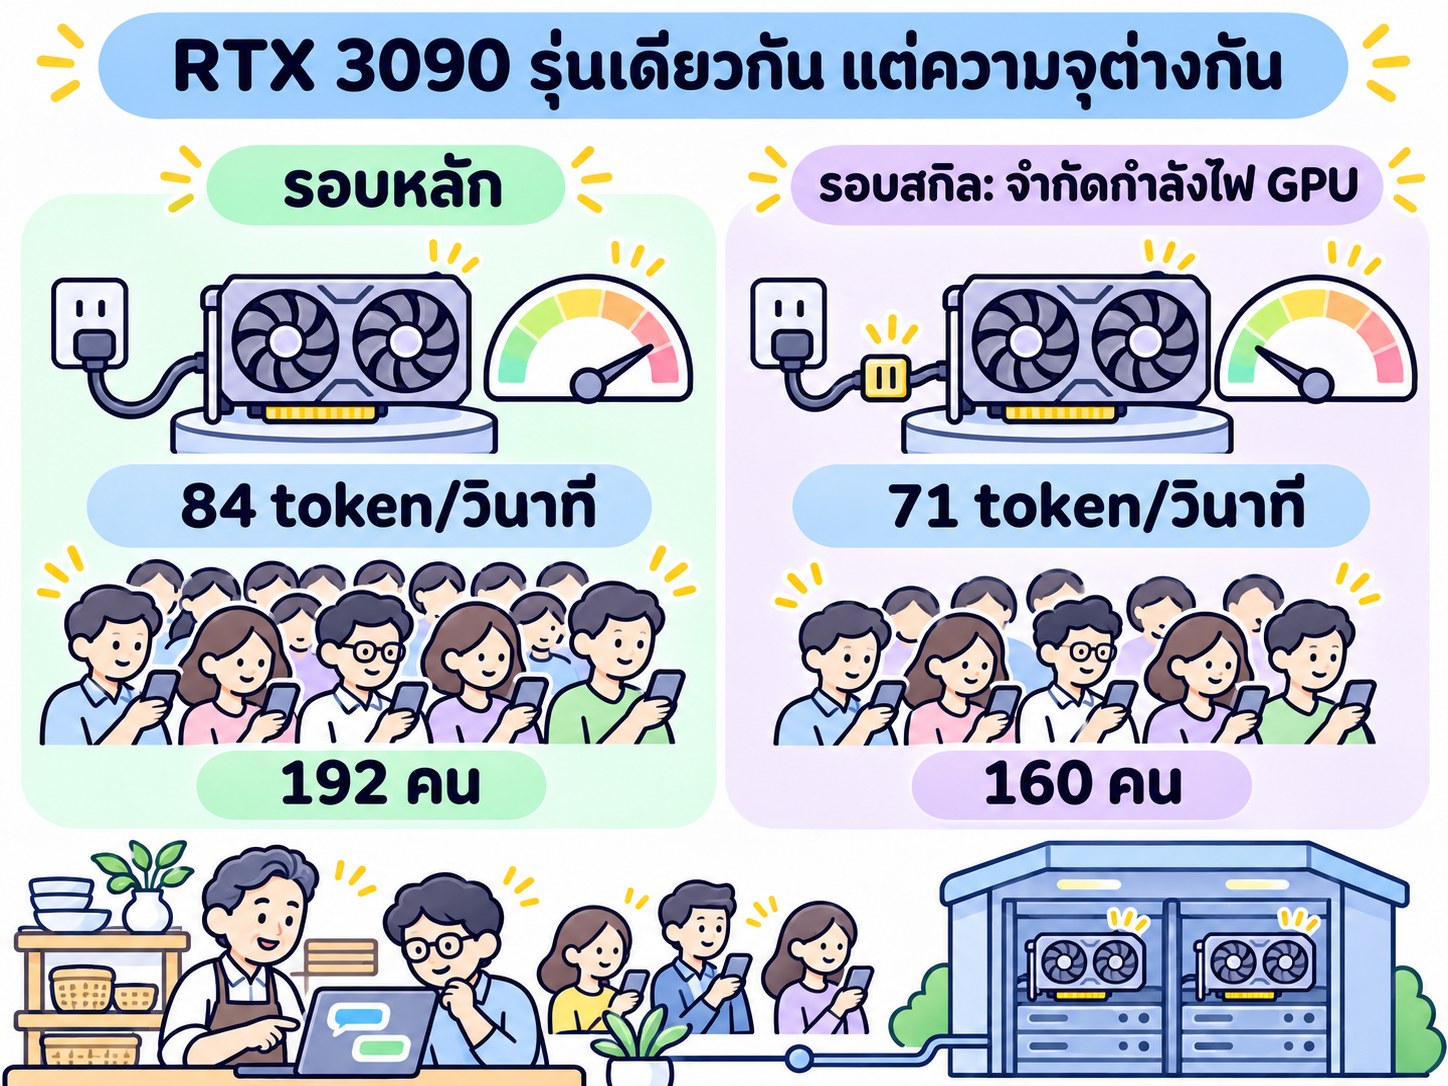 RTX 3090 รุ่นเดียวกัน แต่ความจุต่างกัน
รอบหลัก
84 token/วินาที
192 คน
รอบสกิล: จำกัดกำลังไฟ GPU
71 token/วินาที
160 คน